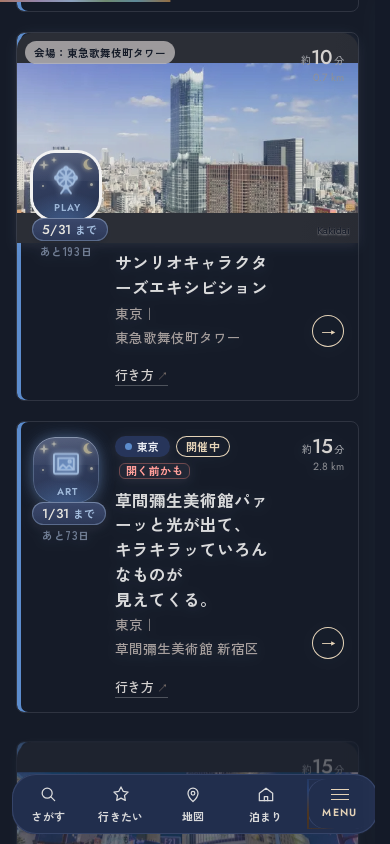 会場：東急歌舞伎町タワー
約10分
PLAY
5/31 まで
あと193日
Kakidai
サンリオキャラクタ
ーズエキシビション
東京｜
東急歌舞伎町タワー
→
行き方 ↗
東京
開催中
約15分
2.8 km
開く前かも
ART
1/31 まで
あと73日
草間彌生美術館パァ
ーッと光が出て、
キラキラッていろん
なものが
見えてくる。
東京｜
草間彌生美術館 新宿区
→
行き方 ↗
約15分
さがす
行きたい
地図
泊まり
MENU